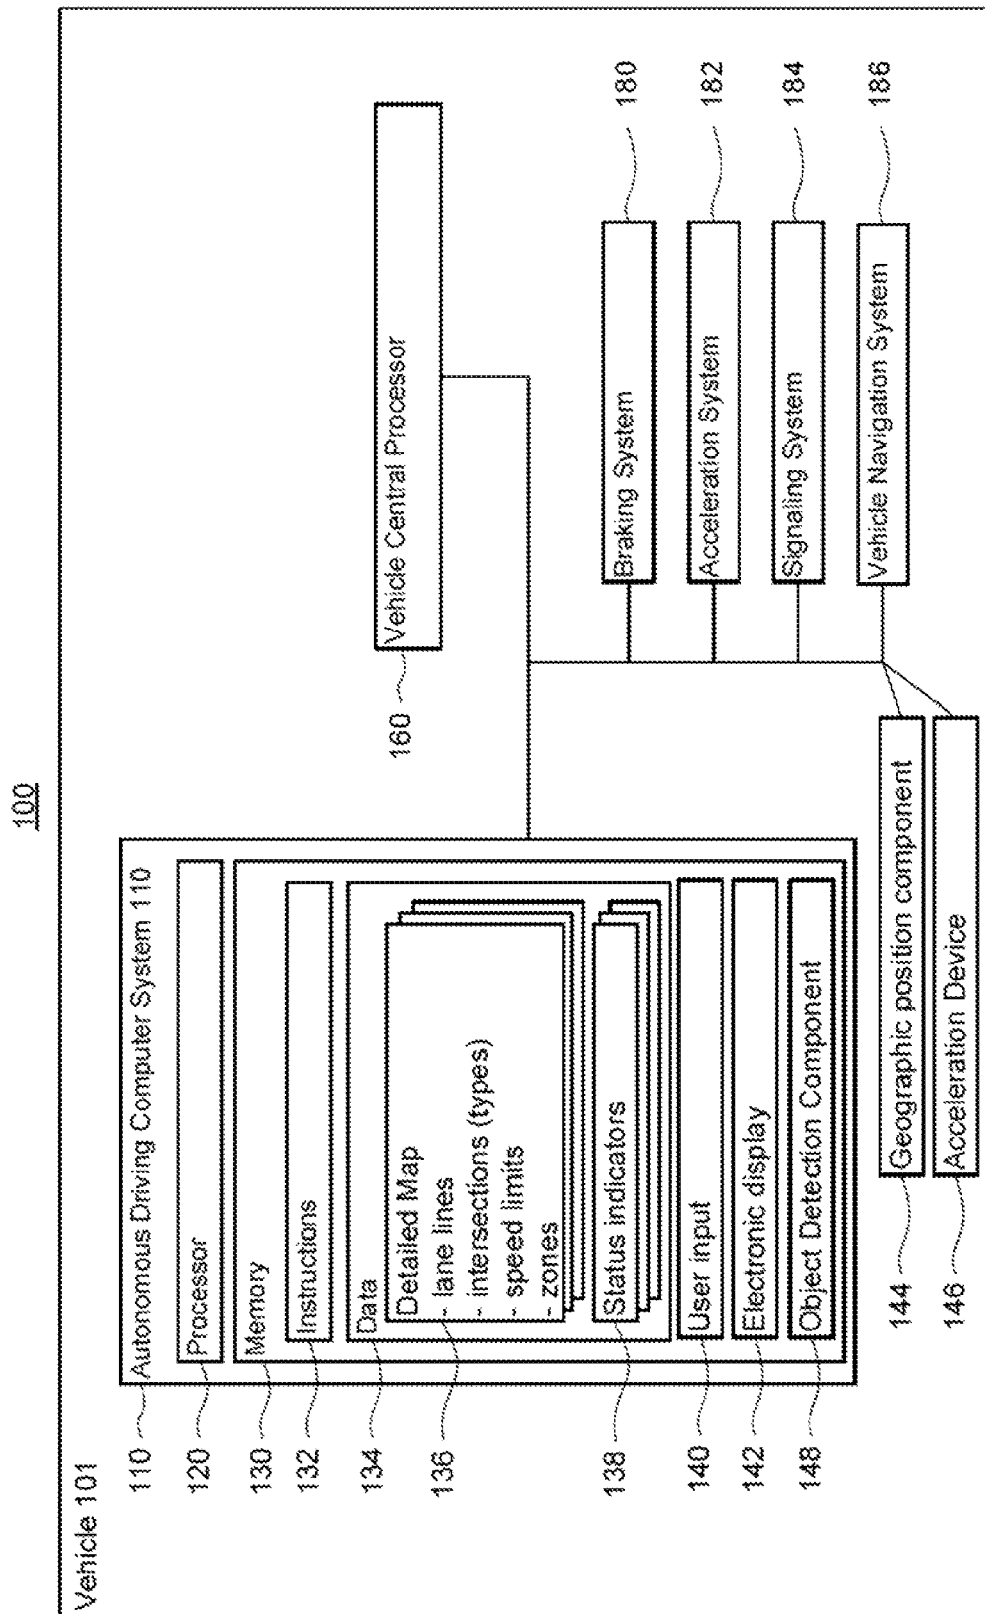 100
Vehicle 101
110
Autonomous Driving Computer System 110
120
Processor
130
Memory
132
Instructions
134
Data
136
Detailed Map
- lane lines
- intersections (types)
- speed limits
- zones
138
Status indicators
140
User input
142
Electronic display
148
Object Detection Component
144
Geographic position component
146
Acceleration Device
160
Vehicle Central Processor
Braking System
180
Acceleration System
182
Signaling System
184
Vehicle Navigation System
186